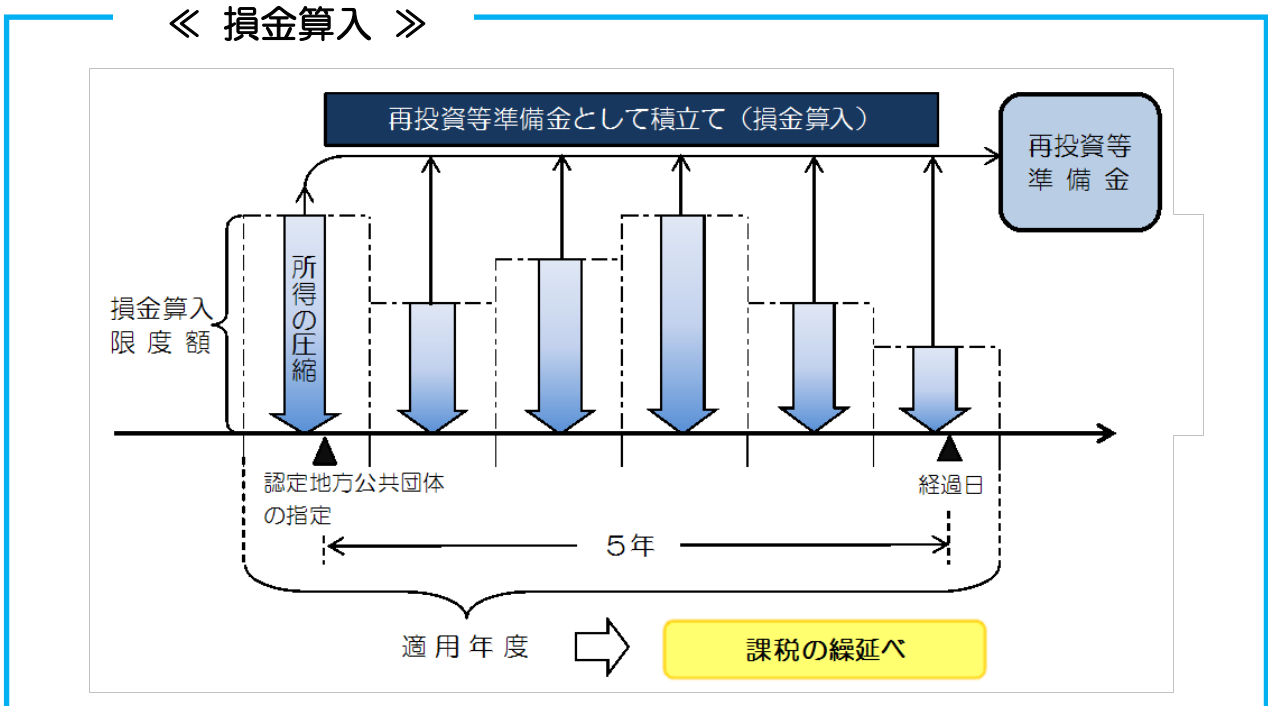 ≪ 損金算入 ≫
再投資等準備金として積立て（損金算入）
再投資等
準 備 金
損金算入
限 度 額
所得の圧縮
認定地方公共団体
の指定
経過日
５年
適 用 年 度
課税の繰延べ